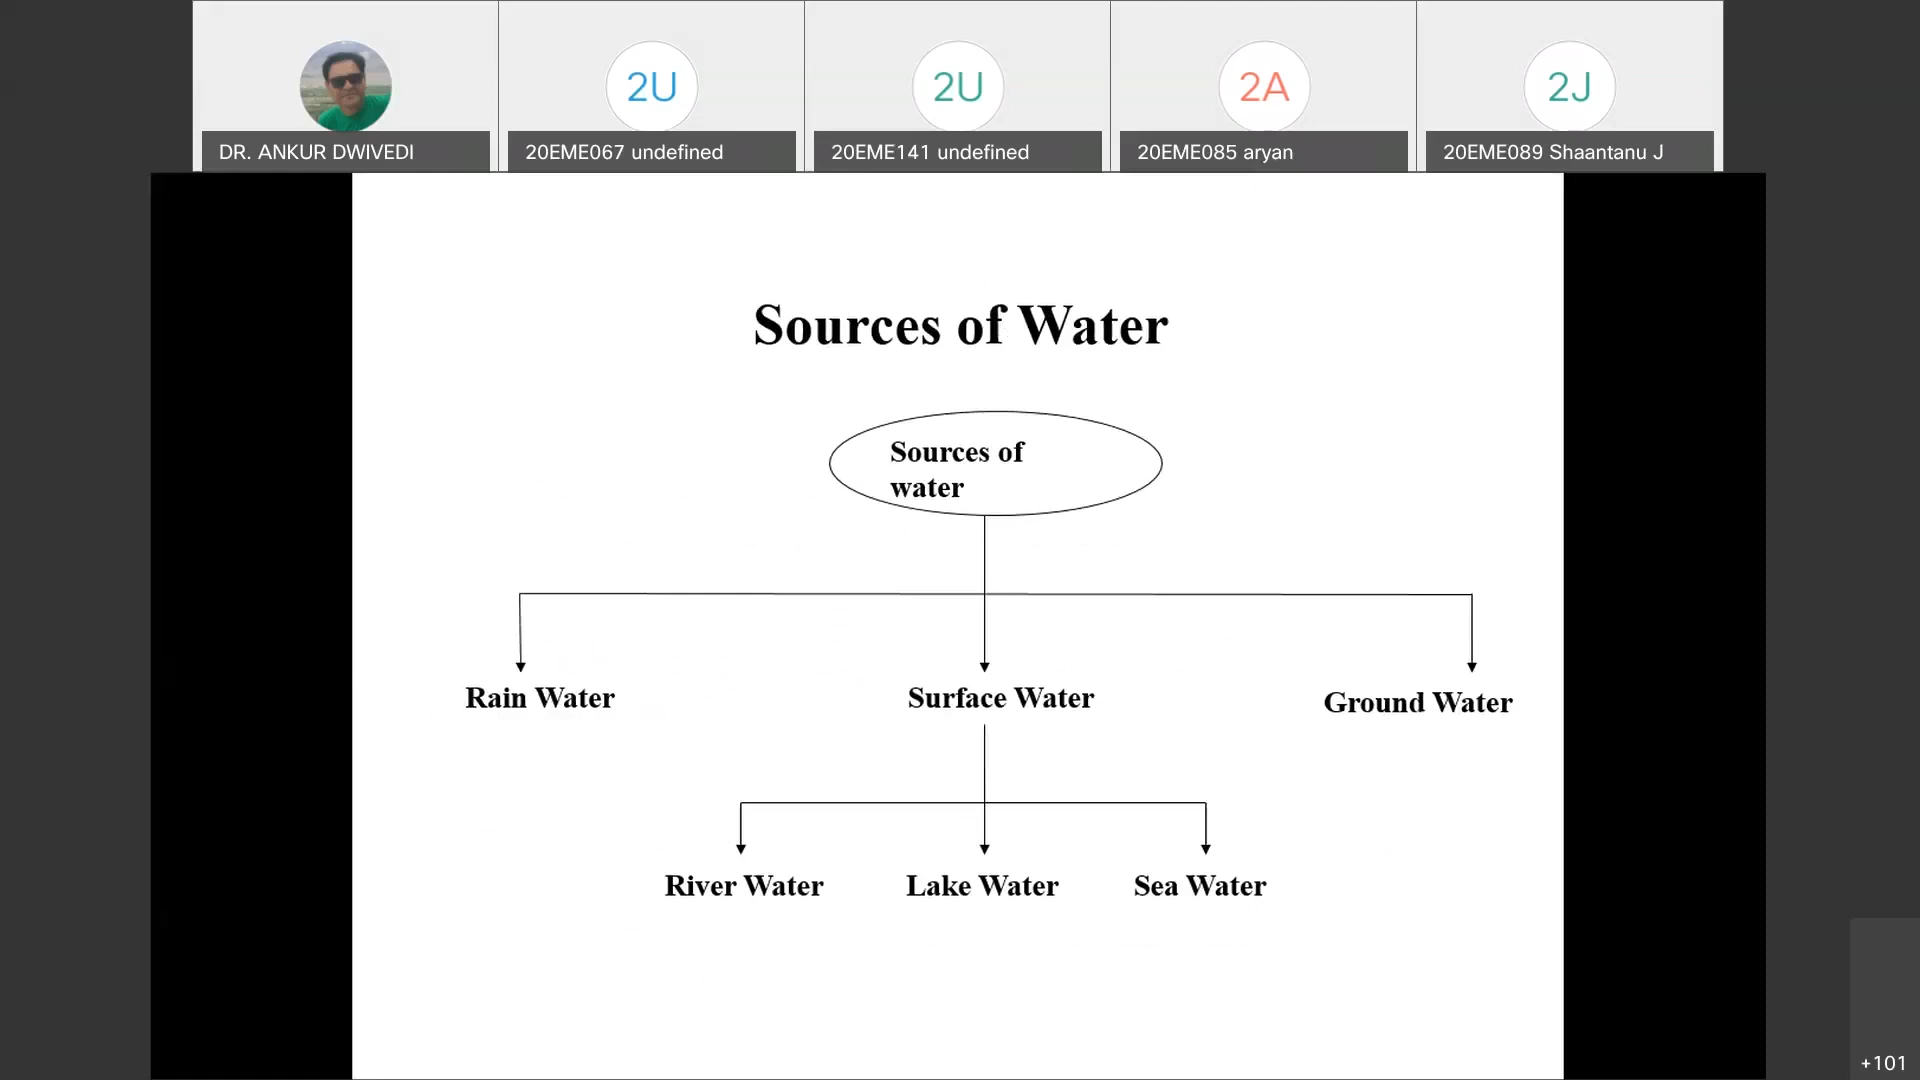 2U
2U
2A
2J
DR. ANKUR DWIVEDI
20EME067 undefined
20EME141 undefined
20EME085 aryan
20EME089 Shaantanu J
Sources of Water
Sources of
water
Rain Water
Surface Water
Ground Water
River Water
Lake Water
Sea Water
+101